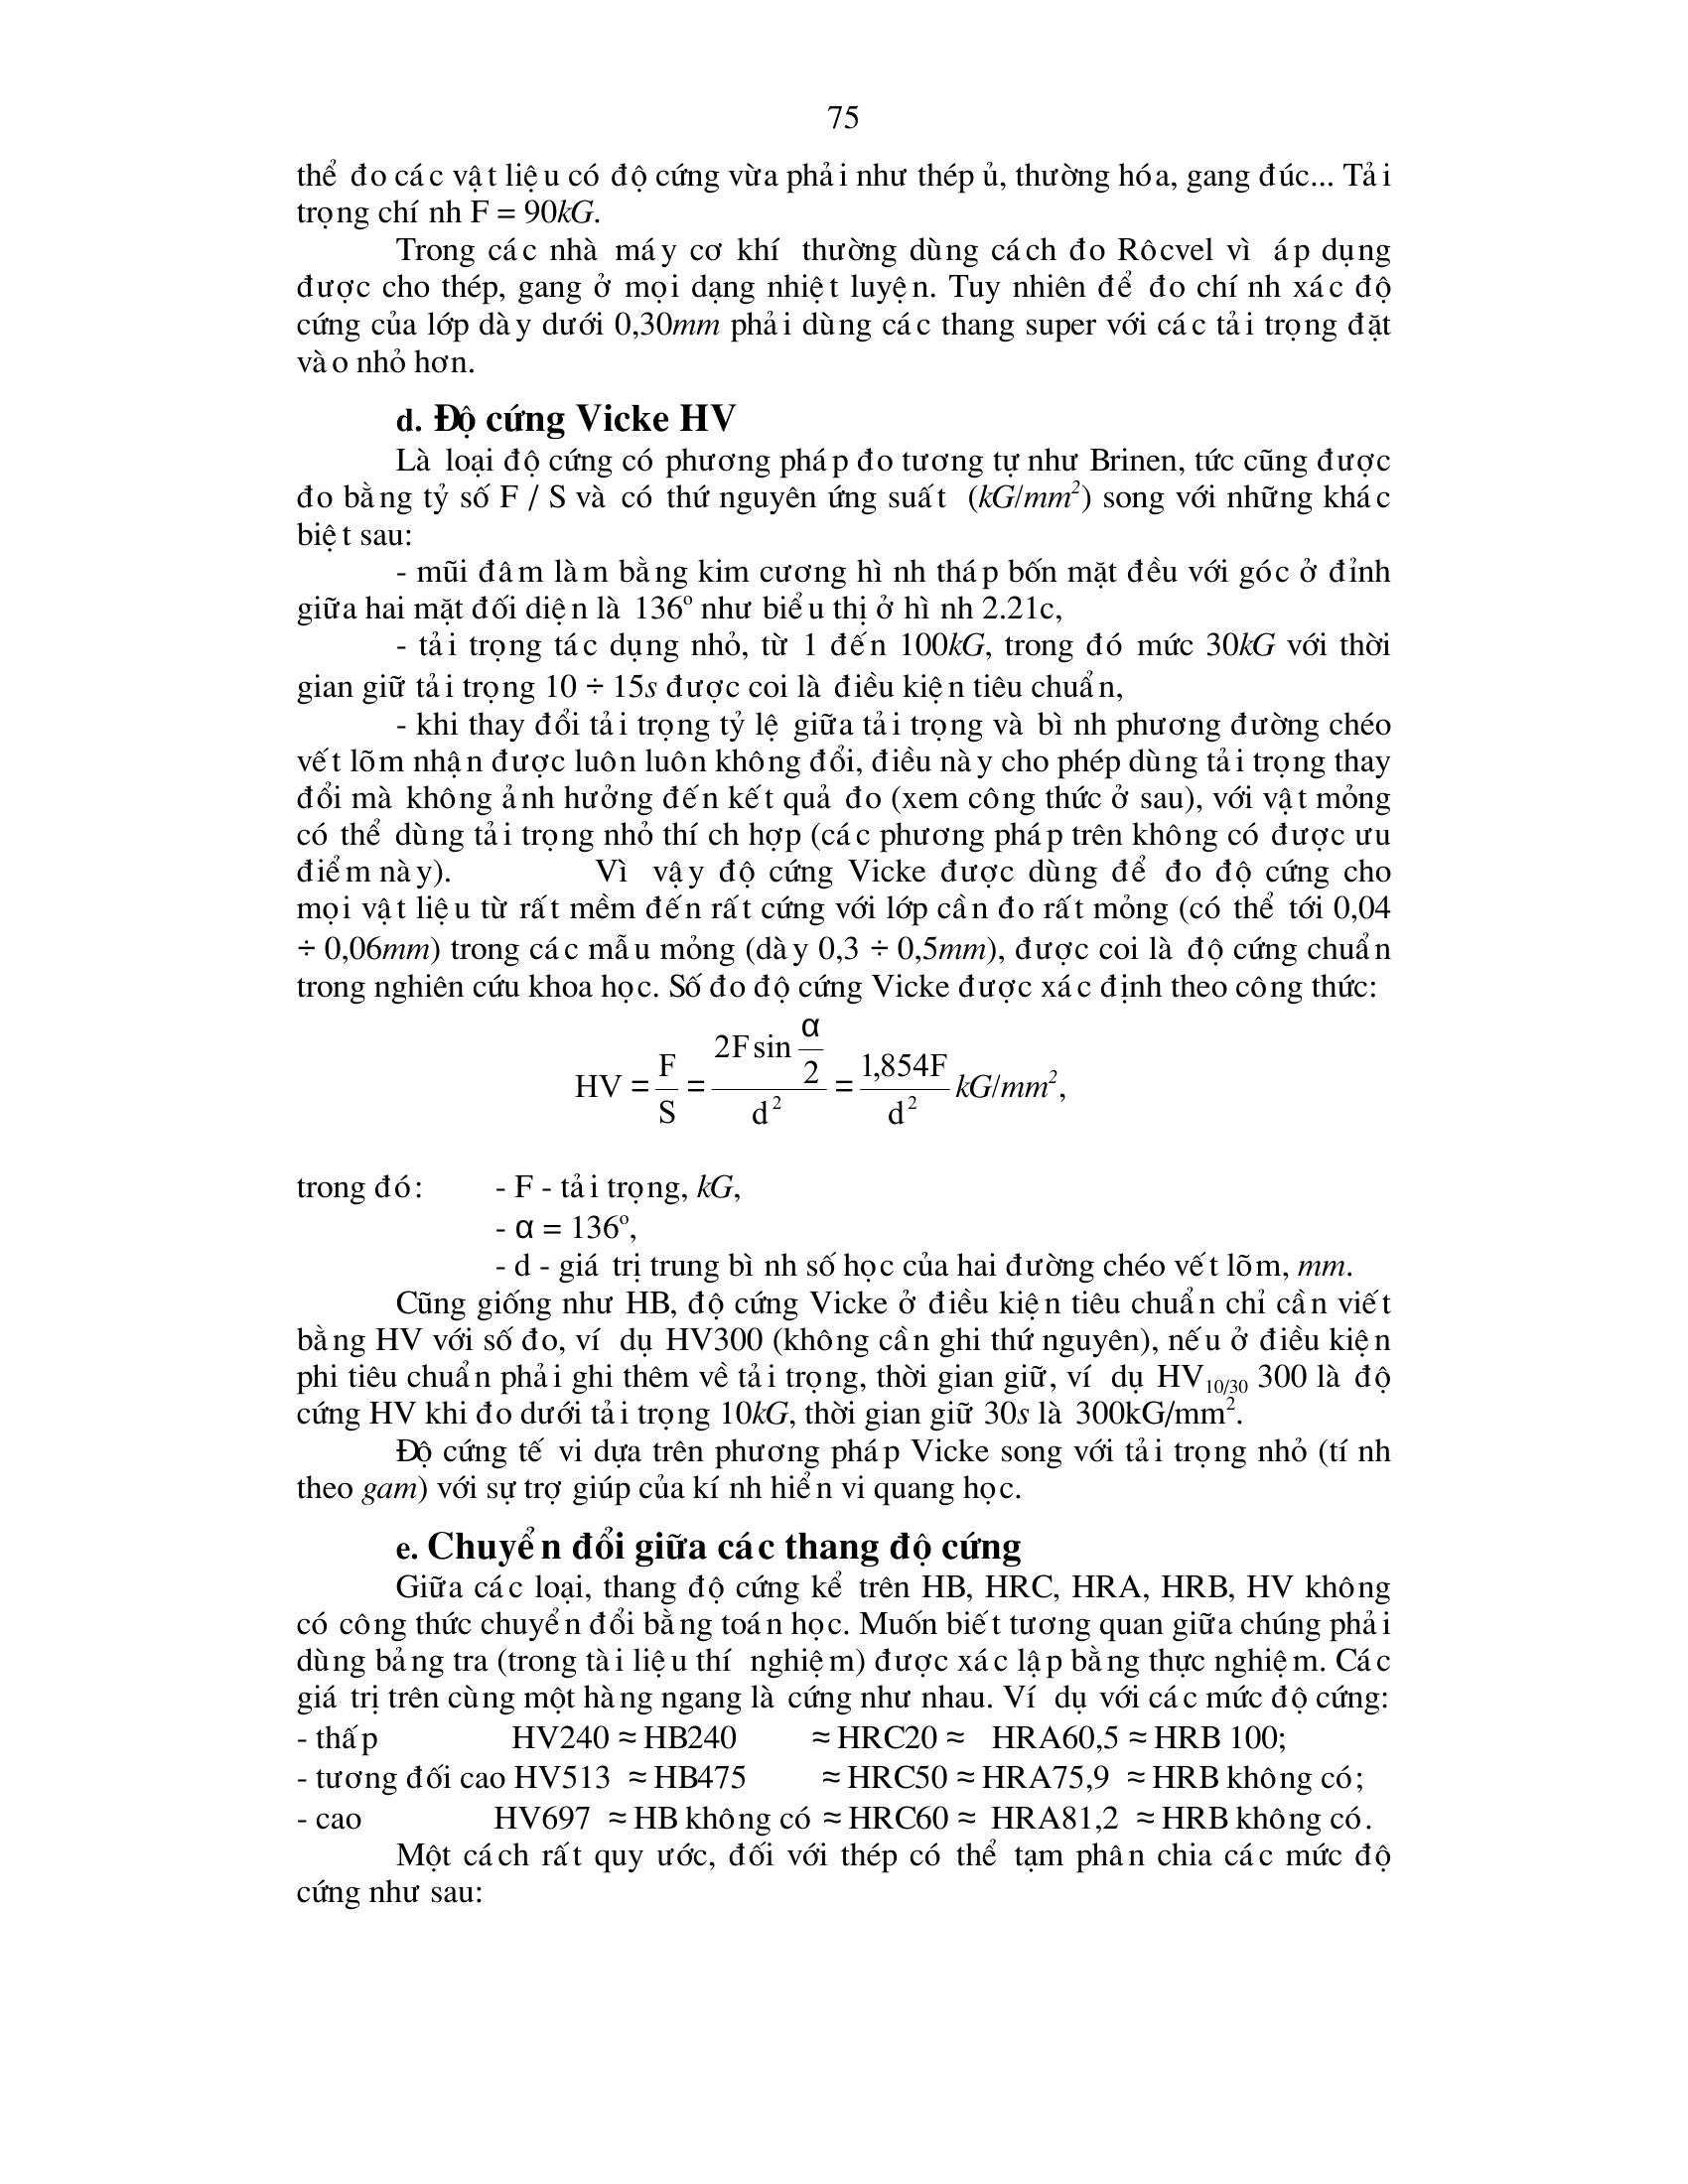 75
thể đo các vật liệu có độ cứng vừa phải như thép ủ, thường hóa, gang đúc... Tải
trọng chính F = 90kG.
Trong các nhà máy cơ khí thường dùng cách đo Rôcvel vì áp dụng
được cho thép, gang ở mọi dạng nhiệt luyện. Tuy nhiên để đo chính xác độ
cứng của lớp dày dưới 0,30mm phải dùng các thang super với các tải trọng đặt
vào nhỏ hơn.
d. Độ cứng Vicke HV
Là loại độ cứng có phương pháp đo tương tự như Brinen, tức cũng được
đo bằng tỷ số F / S và có thứ nguyên ứng suất (kG/mm²) song với những khác
biệt sau:
- mũi đâm làm bằng kim cương hình tháp bốn mặt đều với góc ở đỉnh
giữa hai mặt đối diện là 136º như biểu thị ở hình 2.21c,
- tải trọng tác dụng nhỏ, từ 1 đến 100kG, trong đó mức 30kG với thời
gian giữ tải trọng 10 ÷ 15s được coi là điều kiện tiêu chuẩn,
- khi thay đổi tải trọng tỷ lệ giữa tải trọng và bình phương đường chéo
vết lõm nhận được luôn luôn không đổi, điều này cho phép dùng tải trọng thay
đổi mà không ảnh hưởng đến kết quả đo (xem công thức ở sau), với vật mỏng
có thể dùng tải trọng nhỏ thích hợp (các phương pháp trên không có được ưu
điểm này). Vì vậy độ cứng Vicke được dùng để đo độ cứng cho
mọi vật liệu từ rất mềm đến rất cứng với lớp cần đo rất mỏng (có thể tới 0,04
÷ 0,06mm) trong các mẫu mỏng (dày 0,3 ÷ 0,5mm), được coi là độ cứng chuẩn
trong nghiên cứu khoa học. Số đo độ cứng Vicke được xác định theo công thức:
HV = F/S = (2F sin α/2)/d² = 1,854F/d² kG/mm²,
trong đó: - F - tải trọng, kG,
- α = 136º,
- d - giá trị trung bình số học của hai đường chéo vết lõm, mm.
Cũng giống như HB, độ cứng Vicke ở điều kiện tiêu chuẩn chỉ cần viết
bằng HV với số đo, ví dụ HV300 (không cần ghi thứ nguyên), nếu ở điều kiện
phi tiêu chuẩn phải ghi thêm về tải trọng, thời gian giữ, ví dụ HV10/30 300 là độ
cứng HV khi đo dưới tải trọng 10kG, thời gian giữ 30s là 300kG/mm².
Độ cứng tế vi dựa trên phương pháp Vicke song với tải trọng nhỏ (tính
theo gam) với sự trợ giúp của kính hiển vi quang học.
e. Chuyển đổi giữa các thang độ cứng
Giữa các loại, thang độ cứng kể trên HB, HRC, HRA, HRB, HV không
có công thức chuyển đổi bằng toán học. Muốn biết tương quan giữa chúng phải
dùng bảng tra (trong tài liệu thí nghiệm) được xác lập bằng thực nghiệm. Các
giá trị trên cùng một hàng ngang là cứng như nhau. Ví dụ với các mức độ cứng:
- thấp HV240 ≈ HB240 ≈ HRC20 ≈ HRA60,5 ≈ HRB 100;
- tương đối cao HV513 ≈ HB475 ≈ HRC50 ≈ HRA75,9 ≈ HRB không có;
- cao HV697 ≈ HB không có ≈ HRC60 ≈ HRA81,2 ≈ HRB không có.
Một cách rất quy ước, đối với thép có thể tạm phân chia các mức độ
cứng như sau: